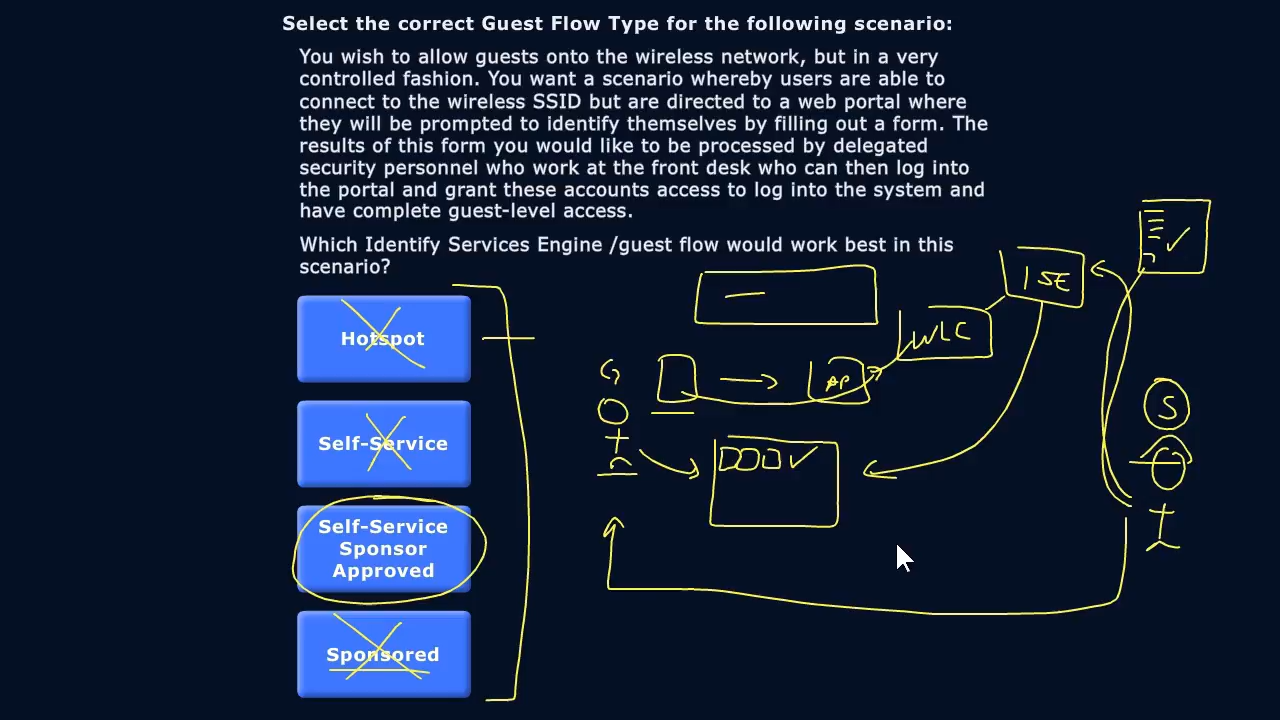 Select the correct Guest Flow Type for the following scenario:
You wish to allow guests onto the wireless network, but in a very
controlled fashion. You want a scenario whereby users are able to
connect to the wireless SSID but are directed to a web portal where
they will be prompted to identify themselves by filling out a form. The
results of this form you would like to be processed by delegated
security personnel who work at the front desk who can then log into
the portal and grant these accounts access to log into the system and
have complete guest-level access.
Which Identify Services Engine /guest flow would work best in this
scenario?
Hotspot
Self-Service
Self-Service
Sponsor
Approved
Sponsored
ISE
WLC
G
AP
S